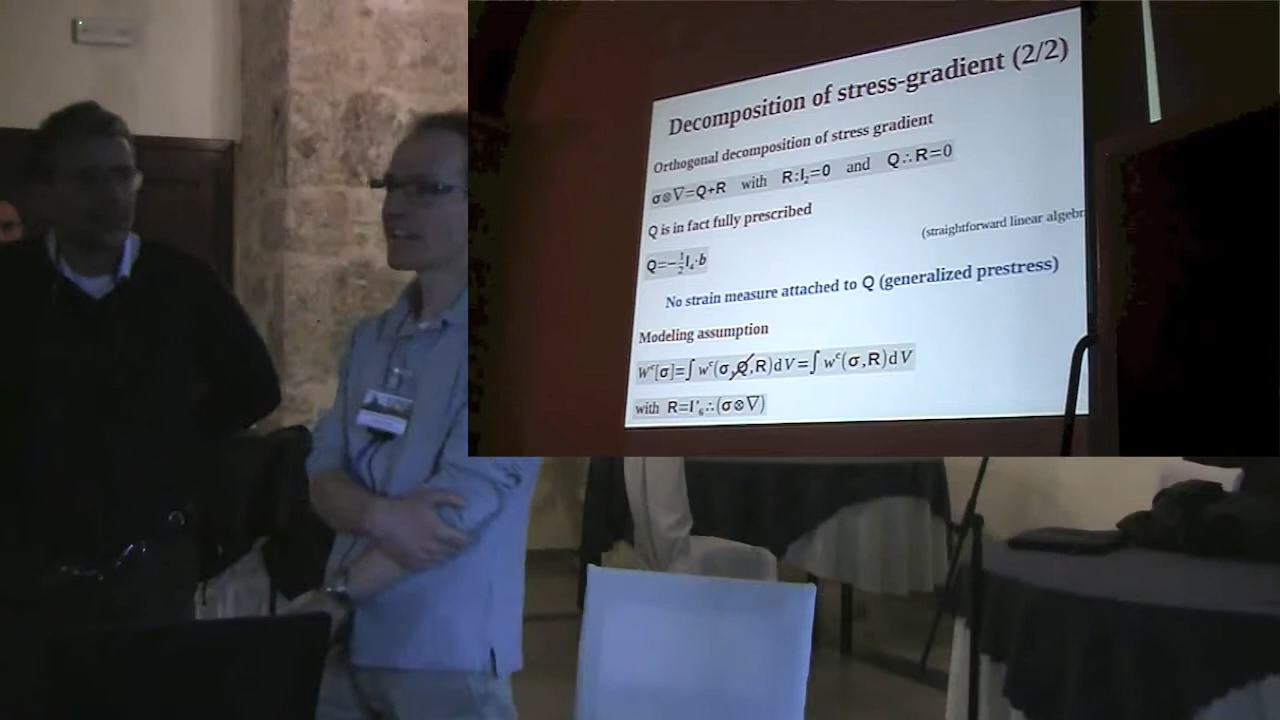 Decomposition of stress-gradient (2/2)
Orthogonal decomposition of stress gradient
σ⊗∇=Q+R with R:I₂=0 and Q∴R=0
Q is in fact fully prescribed
(straightforward linear algebr
Q=-½I₄·b
No strain measure attached to Q (generalized prestress)
Modeling assumption
Wᶜ[σ]=∫wᶜ(σ,Q,R)dV=∫wᶜ(σ,R)dV
with R=I'₆∴(σ⊗∇)